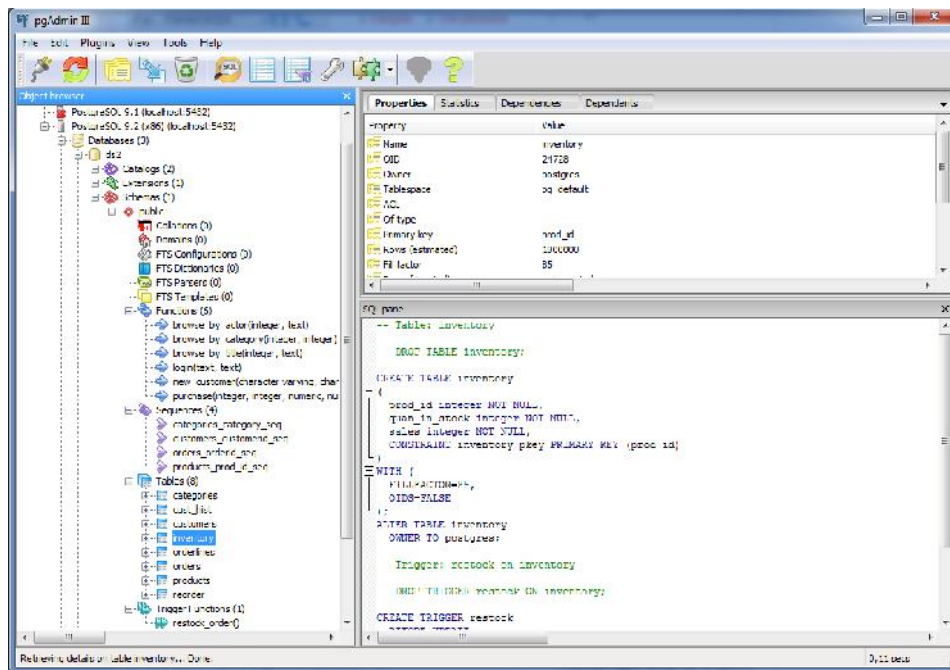 pgAdmin III
File Edit Plugins View Tools Help
Object browser
PostgreSQL 9.1 (localhost:5432)
PostgreSQL 9.2 (x86) (localhost:5432)
Databases (3)
ds2
Catalogs (2)
Extensions (1)
Schemas (1)
public
Collations (0)
Domains (0)
FTS Configurations (0)
FTS Dictionaries (0)
FTS Parsers (0)
FTS Templates (0)
Functions (6)
browse_by_actor(integer, text)
browse_by_category(integer, integer)
browse_by_title(integer, text)
login(text, text)
new_customer(character varying, char
purchase(integer, integer, numeric, nu
Sequences (4)
categories_category_seq
customers_customerid_seq
orders_orderid_seq
products_prod_id_seq
Tables (8)
categories
cust_hist
customers
inventory
orderlines
orders
products
reorder
Trigger Functions (1)
restock_order()
Properties Statistics Dependencies Dependents
Property Value
Name inventory
OID 24728
Owner postgres
Tablespace pg_default
ACL
Of type
Primary key prod_id
Rows (estimated) 1000000
Fill factor 85
SQL pane
-- Table: inventory
DROP TABLE inventory;
CREATE TABLE inventory
(
prod_id integer NOT NULL,
quan_in_stock integer NOT NULL,
sales integer NOT NULL,
CONSTRAINT inventory_pkey PRIMARY KEY (prod_id)
)
WITH (
FILLFACTOR=85,
OIDS=FALSE
);
ALTER TABLE inventory
OWNER TO postgres;
Trigger: restock on inventory
DROP TRIGGER restock ON inventory;
CREATE TRIGGER restock
Retrieving details on table inventory... Done.
0,11 secs